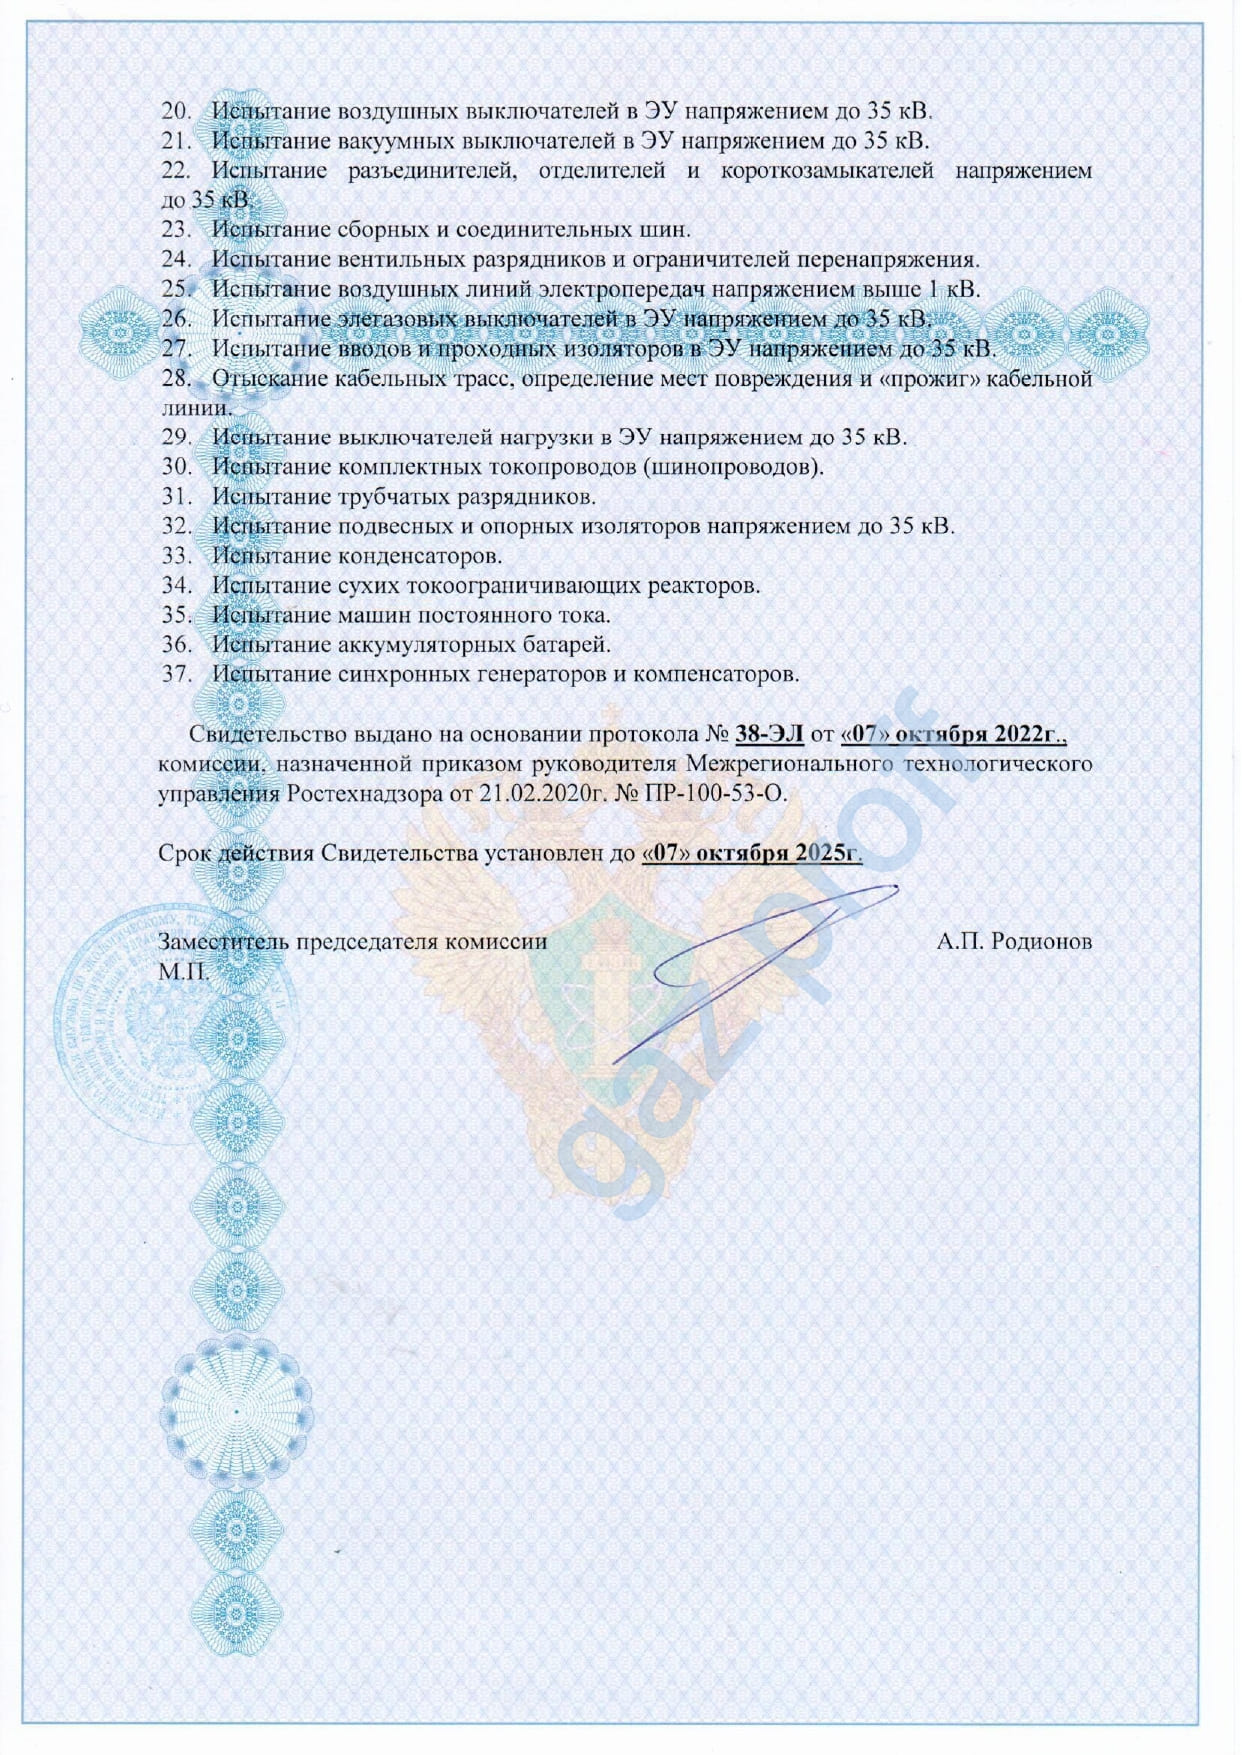 20. Испытание воздушных выключателей в ЭУ напряжением до 35 кВ.
21. Испытание вакуумных выключателей в ЭУ напряжением до 35 кВ.
22. Испытание разъединителей, отделителей и короткозамыкателей напряжением
до 35 кВ.
23. Испытание сборных и соединительных шин.
24. Испытание вентильных разрядников и ограничителей перенапряжения.
25. Испытание воздушных линий электропередач напряжением выше 1 кВ.
26. Испытание элегазовых выключателей в ЭУ напряжением до 35 кВ.
27. Испытание вводов и проходных изоляторов в ЭУ напряжением до 35 кВ.
28. Отыскание кабельных трасс, определение мест повреждения и «прожиг» кабельной
линии.
29. Испытание выключателей нагрузки в ЭУ напряжением до 35 кВ.
30. Испытание комплектных токопроводов (шинопроводов).
31. Испытание трубчатых разрядников.
32. Испытание подвесных и опорных изоляторов напряжением до 35 кВ.
33. Испытание конденсаторов.
34. Испытание сухих токоограничивающих реакторов.
35. Испытание машин постоянного тока.
36. Испытание аккумуляторных батарей.
37. Испытание синхронных генераторов и компенсаторов.
Свидетельство выдано на основании протокола № 38-ЭЛ от «07» октября 2022г.,
комиссии, назначенной приказом руководителя Межрегионального технологического
управления Ростехнадзора от 21.02.2020г. № ПР-100-53-О.
Срок действия Свидетельства установлен до «07» октября 2025г.
Заместитель председателя комиссии А.П. Родионов
М.П.
gaz proff